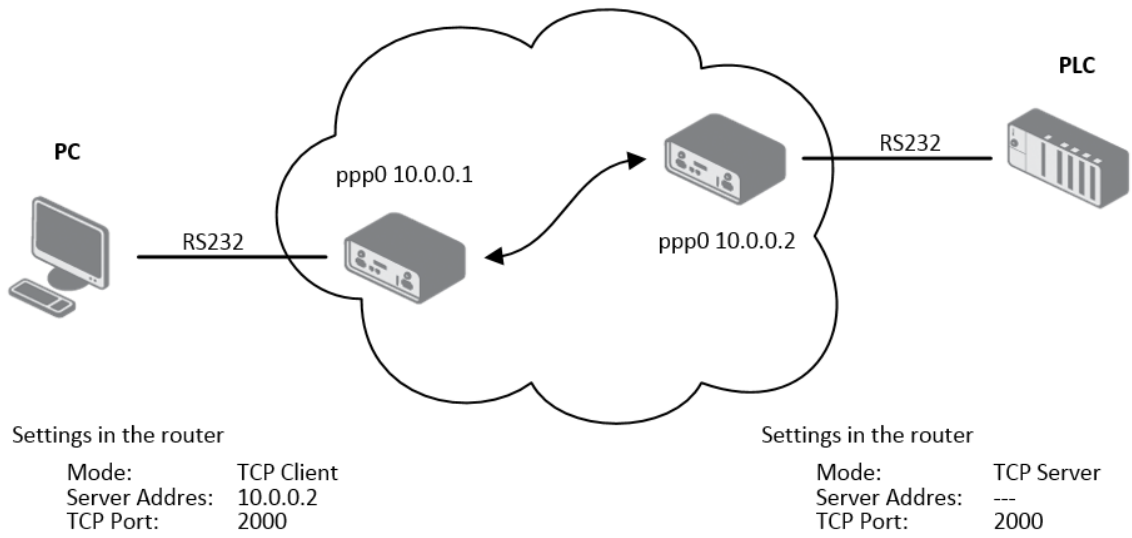 PLC
RS232
PC
ppp0 10.0.0.1
RS232
ppp0 10.0.0.2
Settings in the router
Mode: TCP Client
Server Addres: 10.0.0.2
TCP Port: 2000
Settings in the router
Mode: TCP Server
Server Addres: ---
TCP Port: 2000